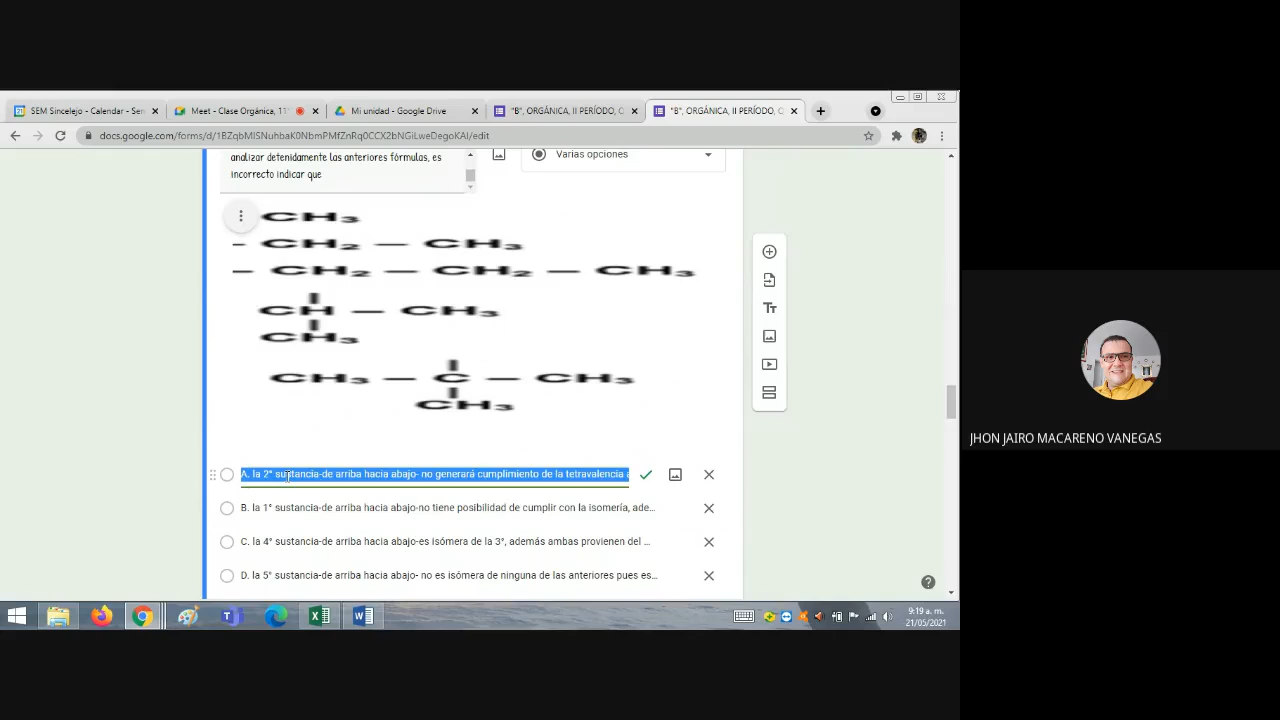 SEM Sincelejo - Calendar - Sem
Meet - Clase Orgánica, 11°
Mi unidad - Google Drive
"B", ORGÁNICA, II PERÍODO, C
"B", ORGÁNICA, II PERÍODO, C
docs.google.com/forms/d/
/edit
analizar detenidamente las anteriores fórmulas, es
incorrecto indicar que
Varias opciones
CH₃
– CH₂ — CH₃
– CH₂ — CH₂ — CH₃
CH — CH₃
CH₃
CH₃ — C — CH₃
CH₃
A. la 2° sustancia-de arriba hacia abajo- no generará cumplimiento de la tetravalencia
B. la 1° sustancia-de arriba hacia abajo-no tiene posibilidad de cumplir con la isomería, ade...
C. la 4° sustancia-de arriba hacia abajo-es isómera de la 3°, además ambas provienen del ...
D. la 5° sustancia-de arriba hacia abajo- no es isómera de ninguna de las anteriores pues es...
9:19 a. m.
21/05/2021
JHON JAIRO MACARENO VANEGAS